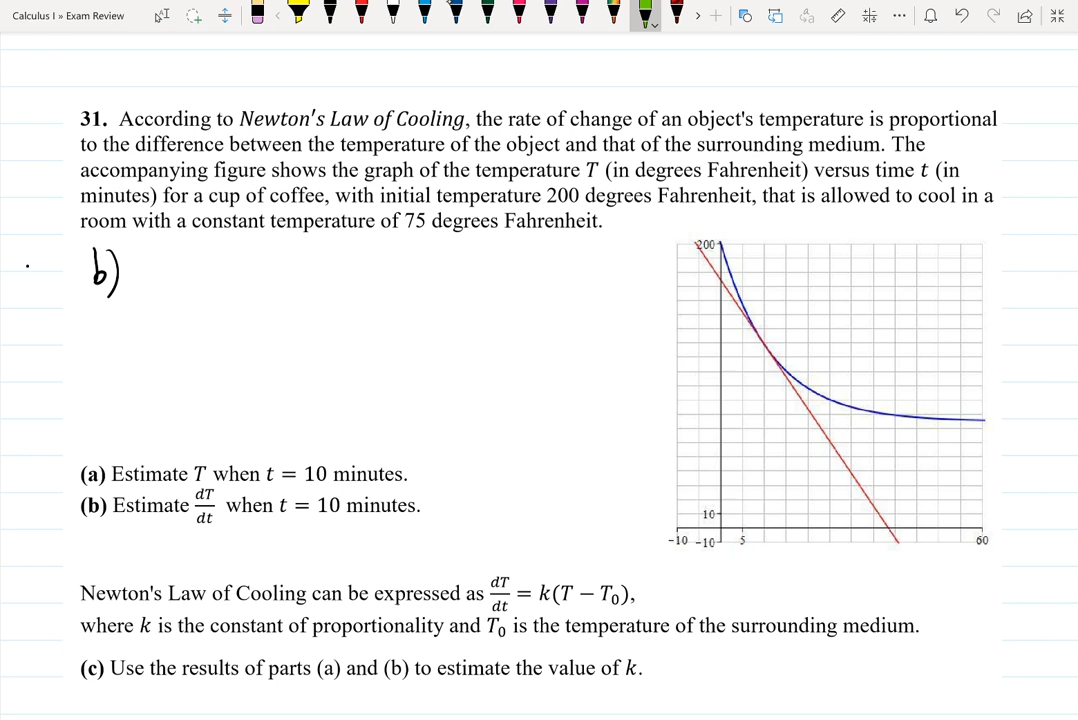 Calculus I » Exam Review
31. According to Newton's Law of Cooling, the rate of change of an object's temperature is proportional
to the difference between the temperature of the object and that of the surrounding medium. The
accompanying figure shows the graph of the temperature T (in degrees Fahrenheit) versus time t (in
minutes) for a cup of coffee, with initial temperature 200 degrees Fahrenheit, that is allowed to cool in a
room with a constant temperature of 75 degrees Fahrenheit.
b)
200
10
-10 -10 5 60
(a) Estimate T when t = 10 minutes.
(b) Estimate dT/dt when t = 10 minutes.
Newton's Law of Cooling can be expressed as dT/dt = k(T − T₀),
where k is the constant of proportionality and T₀ is the temperature of the surrounding medium.
(c) Use the results of parts (a) and (b) to estimate the value of k.